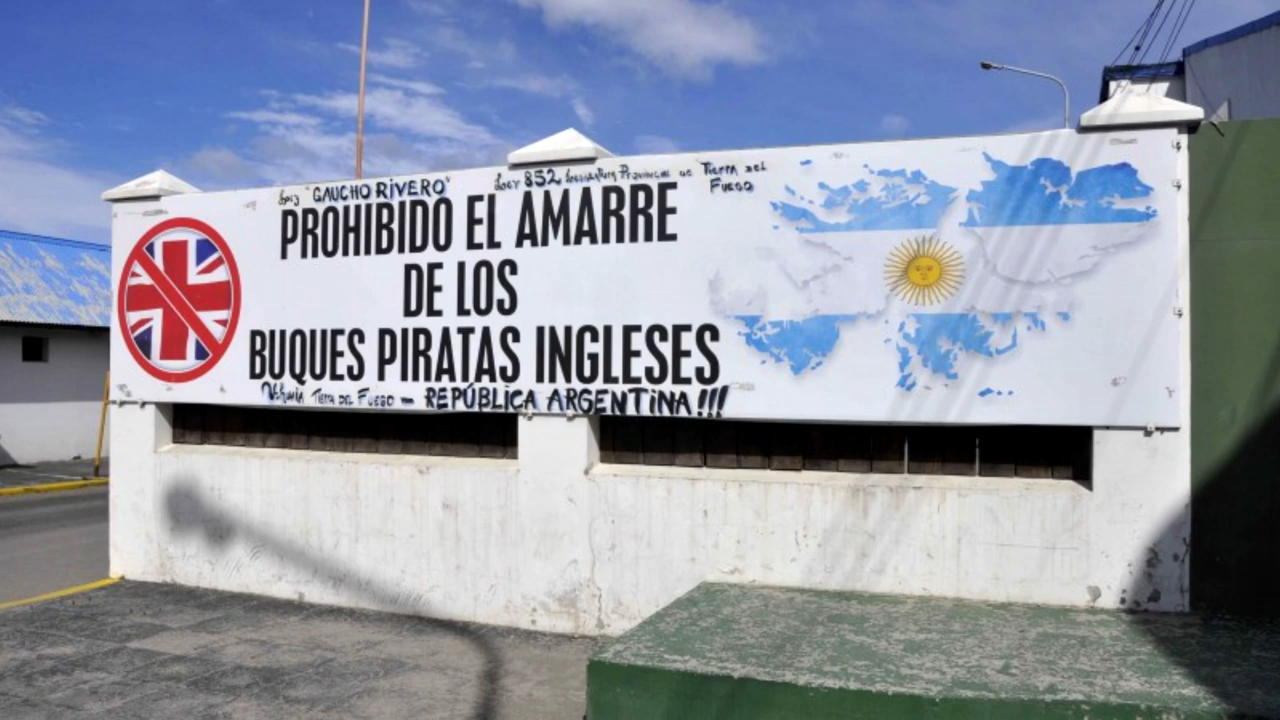 Ley "GAUCHO RIVERO" Ley 852 Legislatura Provincial de Tierra del Fuego
PROHIBIDO EL AMARRE
DE LOS
BUQUES PIRATAS INGLESES
Ushuaia Tierra del Fuego — REPÚBLICA ARGENTINA!!!